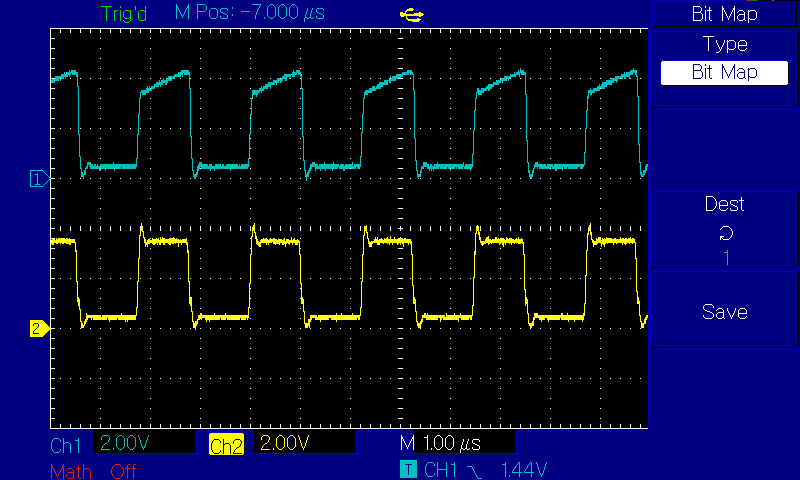 Trig'd M Pos: -7.000 μs Bit Map
Type
Bit Map
1
Dest
1
2
Save
Ch1 2.00V Ch2 2.00V M 1.00 μs
Math Off T CH1 1.44V